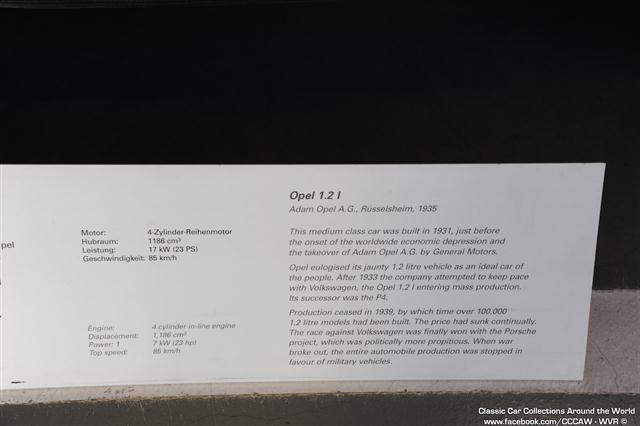 pel
Motor: 4-Zylinder-Reihenmotor
Hubraum: 1186 cm³
Leistung: 17 kW (23 PS)
Geschwindigkeit: 85 km/h
Engine: 4 cylinder in-line engine
Displacement: 1,186 cm³
Power: 1 7 kW (23 hp)
Top speed: 85 km/h
Opel 1.2 l
Adam Opel A.G., Rüsselsheim, 1935
This medium class car was built in 1931, just before
the onset of the worldwide economic depression and
the takeover of Adam Opel A.G. by General Motors.
Opel eulogised its jaunty 1.2 litre vehicle as an ideal car of
the people. After 1933 the company attempted to keep pace
with Volkswagen, the Opel 1.2 l entering mass production.
Its successor was the P4.
Production ceased in 1939, by which time over 100,000
1.2 litre models had been built. The price had sunk continually.
The race against Volkswagen was finally won with the Porsche
project, which was politically more propitious. When war
broke out, the entire automobile production was stopped in
favour of military vehicles.
Classic Car Collections Around the World
www.facebook.com/CCCAW - WVR ©